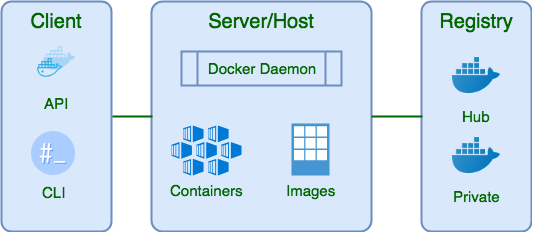 Client
API
#_
CLI
Server/Host
Docker Daemon
Containers
Images
Registry
Hub
Private